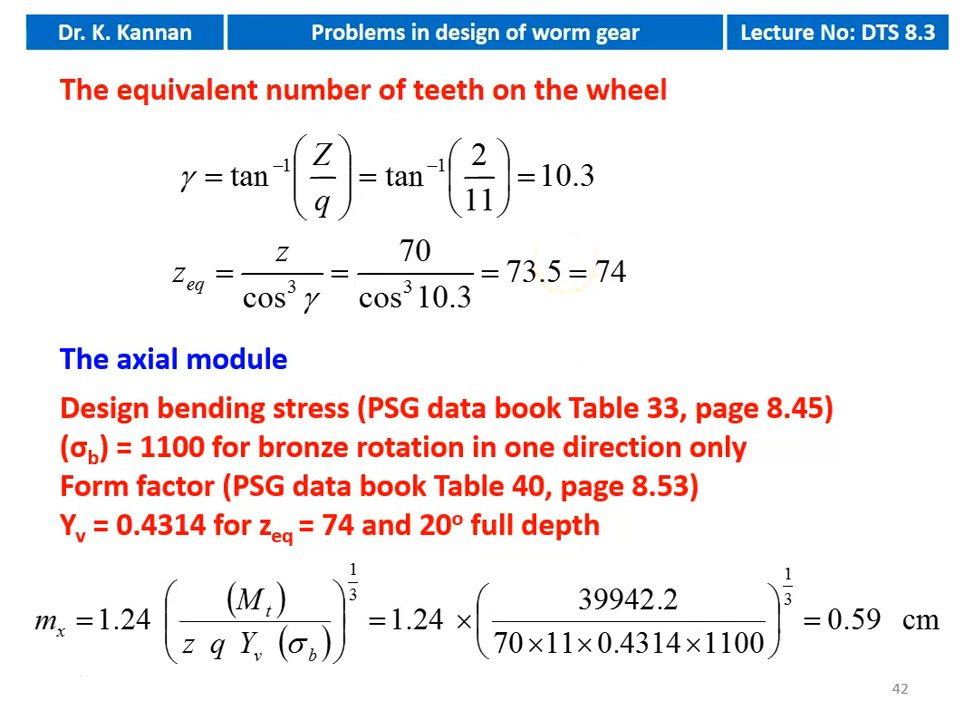 Dr. K. Kannan
Problems in design of worm gear
Lecture No: DTS 8.3
The equivalent number of teeth on the wheel
γ = tan⁻¹(Z/q) = tan⁻¹(2/11) = 10.3
z_eq = z/cos³ γ = 70/cos³ 10.3 = 73.5 = 74
The axial module
Design bending stress (PSG data book Table 33, page 8.45)
(σ_b) = 1100 for bronze rotation in one direction only
Form factor (PSG data book Table 40, page 8.53)
Y_v = 0.4314 for z_eq = 74 and 20° full depth
m_x = 1.24 ((M_t)/(z q Y_v (σ_b)))^(1/3) = 1.24 × (39942.2/(70×11×0.4314×1100))^(1/3) = 0.59 cm
42